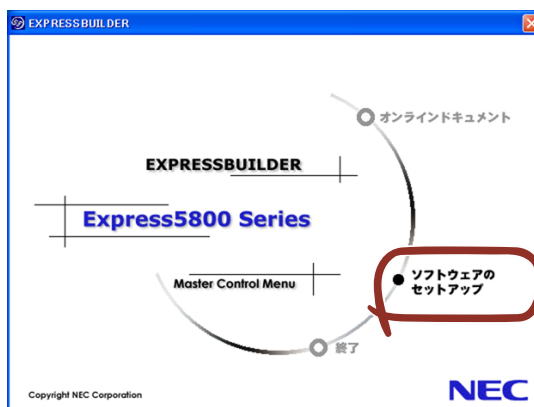 EXPRESSBUILDER
オンラインドキュメント
EXPRESSBUILDER
Express5800 Series
ソフトウェアの
セットアップ
Master Control Menu
終了
Copyright NEC Corporation
NEC